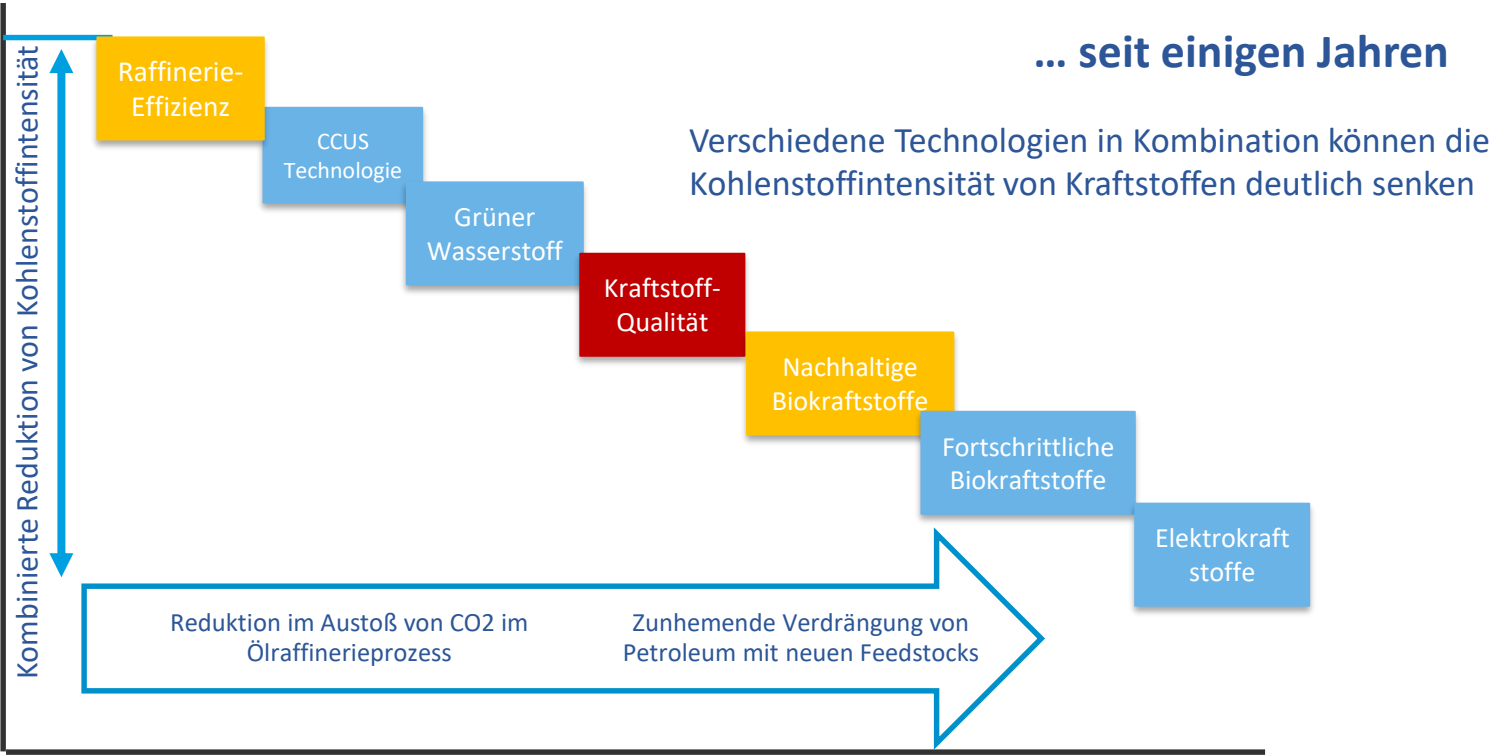 ... seit einigen Jahren
Verschiedene Technologien in Kombination können die
Kohlenstoffintensität von Kraftstoffen deutlich senken
Kombinierte Reduktion von Kohlenstoffintensität
Raffinerie-
Effizienz
CCUS
Technologie
Grüner
Wasserstoff
Kraftstoff-
Qualität
Nachhaltige
Biokraftstoffe
Fortschrittliche
Biokraftstoffe
Elektrokraft
stoffe
Reduktion im Austoß von CO2 im
Ölraffinerieprozess
Zunhemende Verdrängung von
Petroleum mit neuen Feedstocks